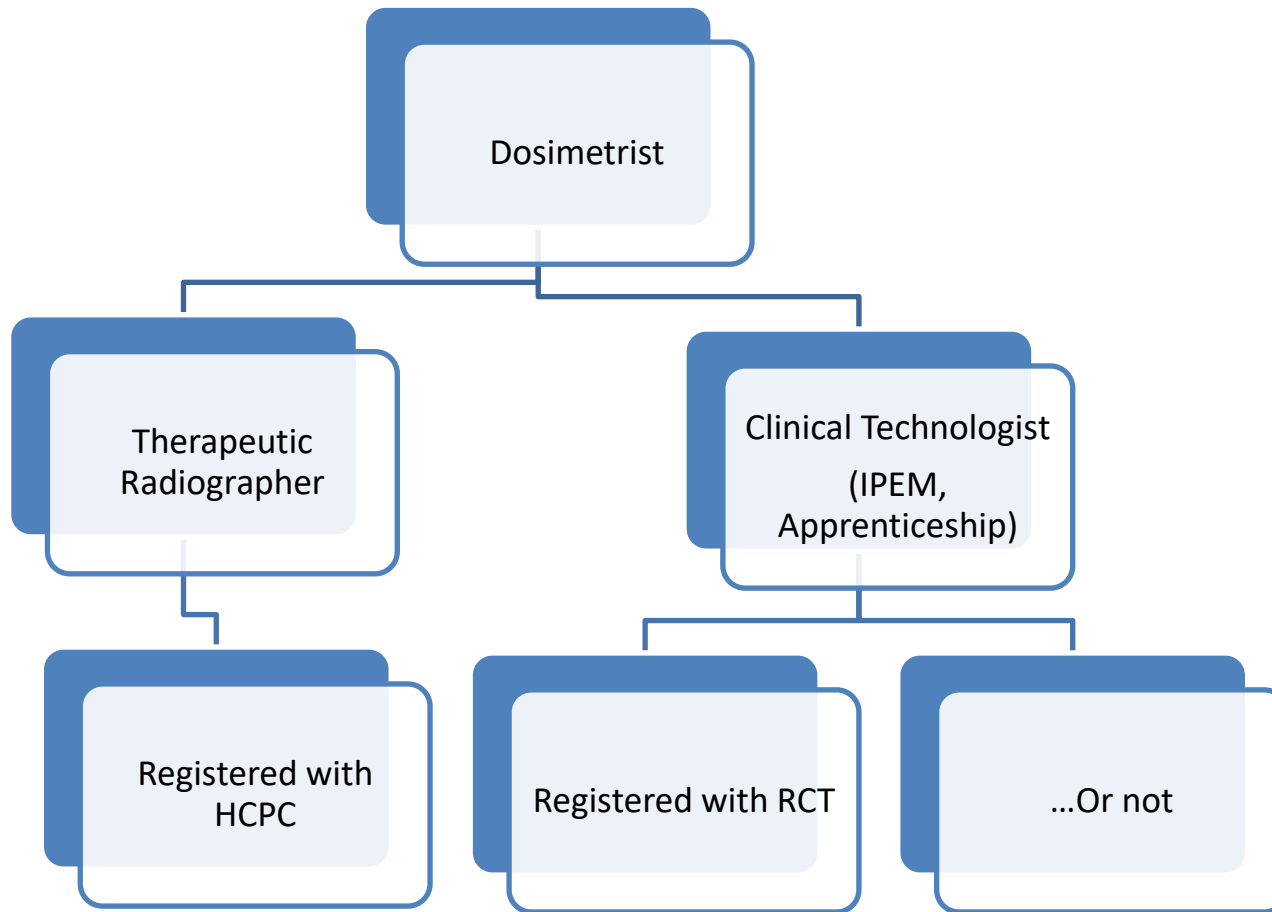 Dosimetrist
Therapeutic
Radiographer
Clinical Technologist
(IPEM,
Apprenticeship)
Registered with
HCPC
Registered with RCT
...Or not